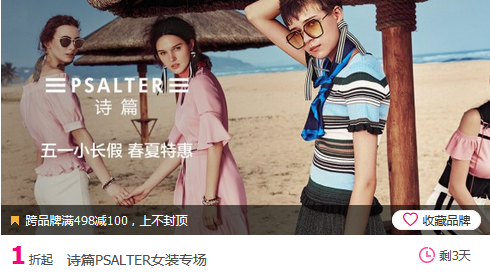 PSALTER
诗篇
五一小长假 春夏特惠
跨品牌满498减100，上不封顶
收藏品牌
1折起 诗篇PSALTER女装专场
剩3天